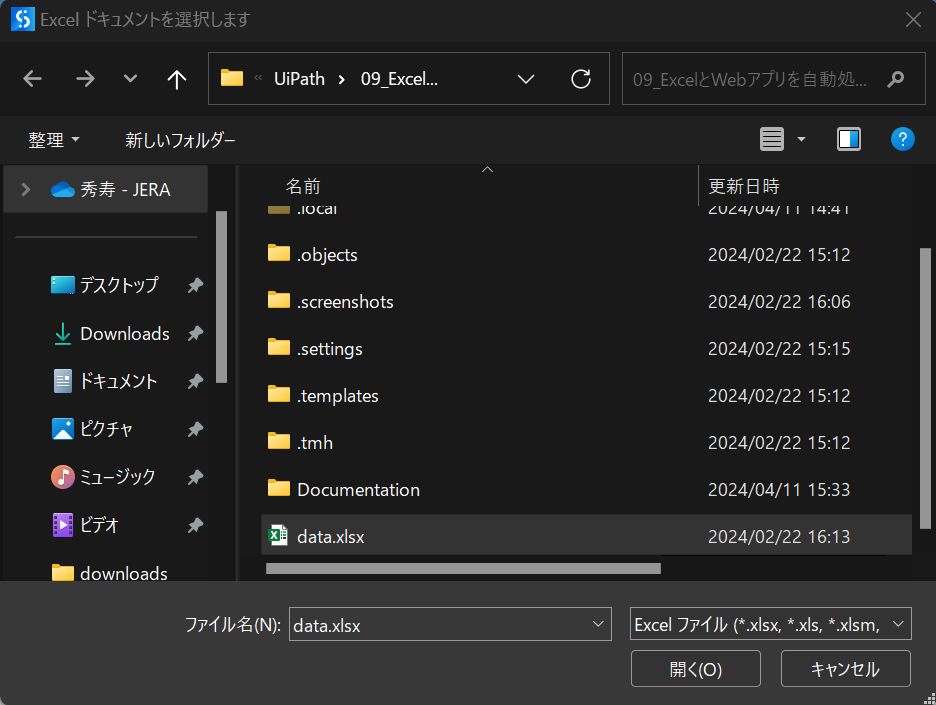 Excel ドキュメントを選択します
« UiPath › 09_Excel...
09_ExcelとWebアプリを自動処...
整理
新しいフォルダー
?
秀寿 - JERA
デスクトップ
Downloads
ドキュメント
ピクチャ
ミュージック
ビデオ
downloads
名前 更新日時
.local 2024/04/11 14:41
.objects 2024/02/22 15:12
.screenshots 2024/02/22 16:06
.settings 2024/02/22 15:15
.templates 2024/02/22 15:12
.tmh 2024/02/22 15:12
Documentation 2024/04/11 15:33
data.xlsx 2024/02/22 16:13
ファイル名(N): data.xlsx
Excel ファイル (*.xlsx, *.xls, *.xlsm,
開く(O)
キャンセル